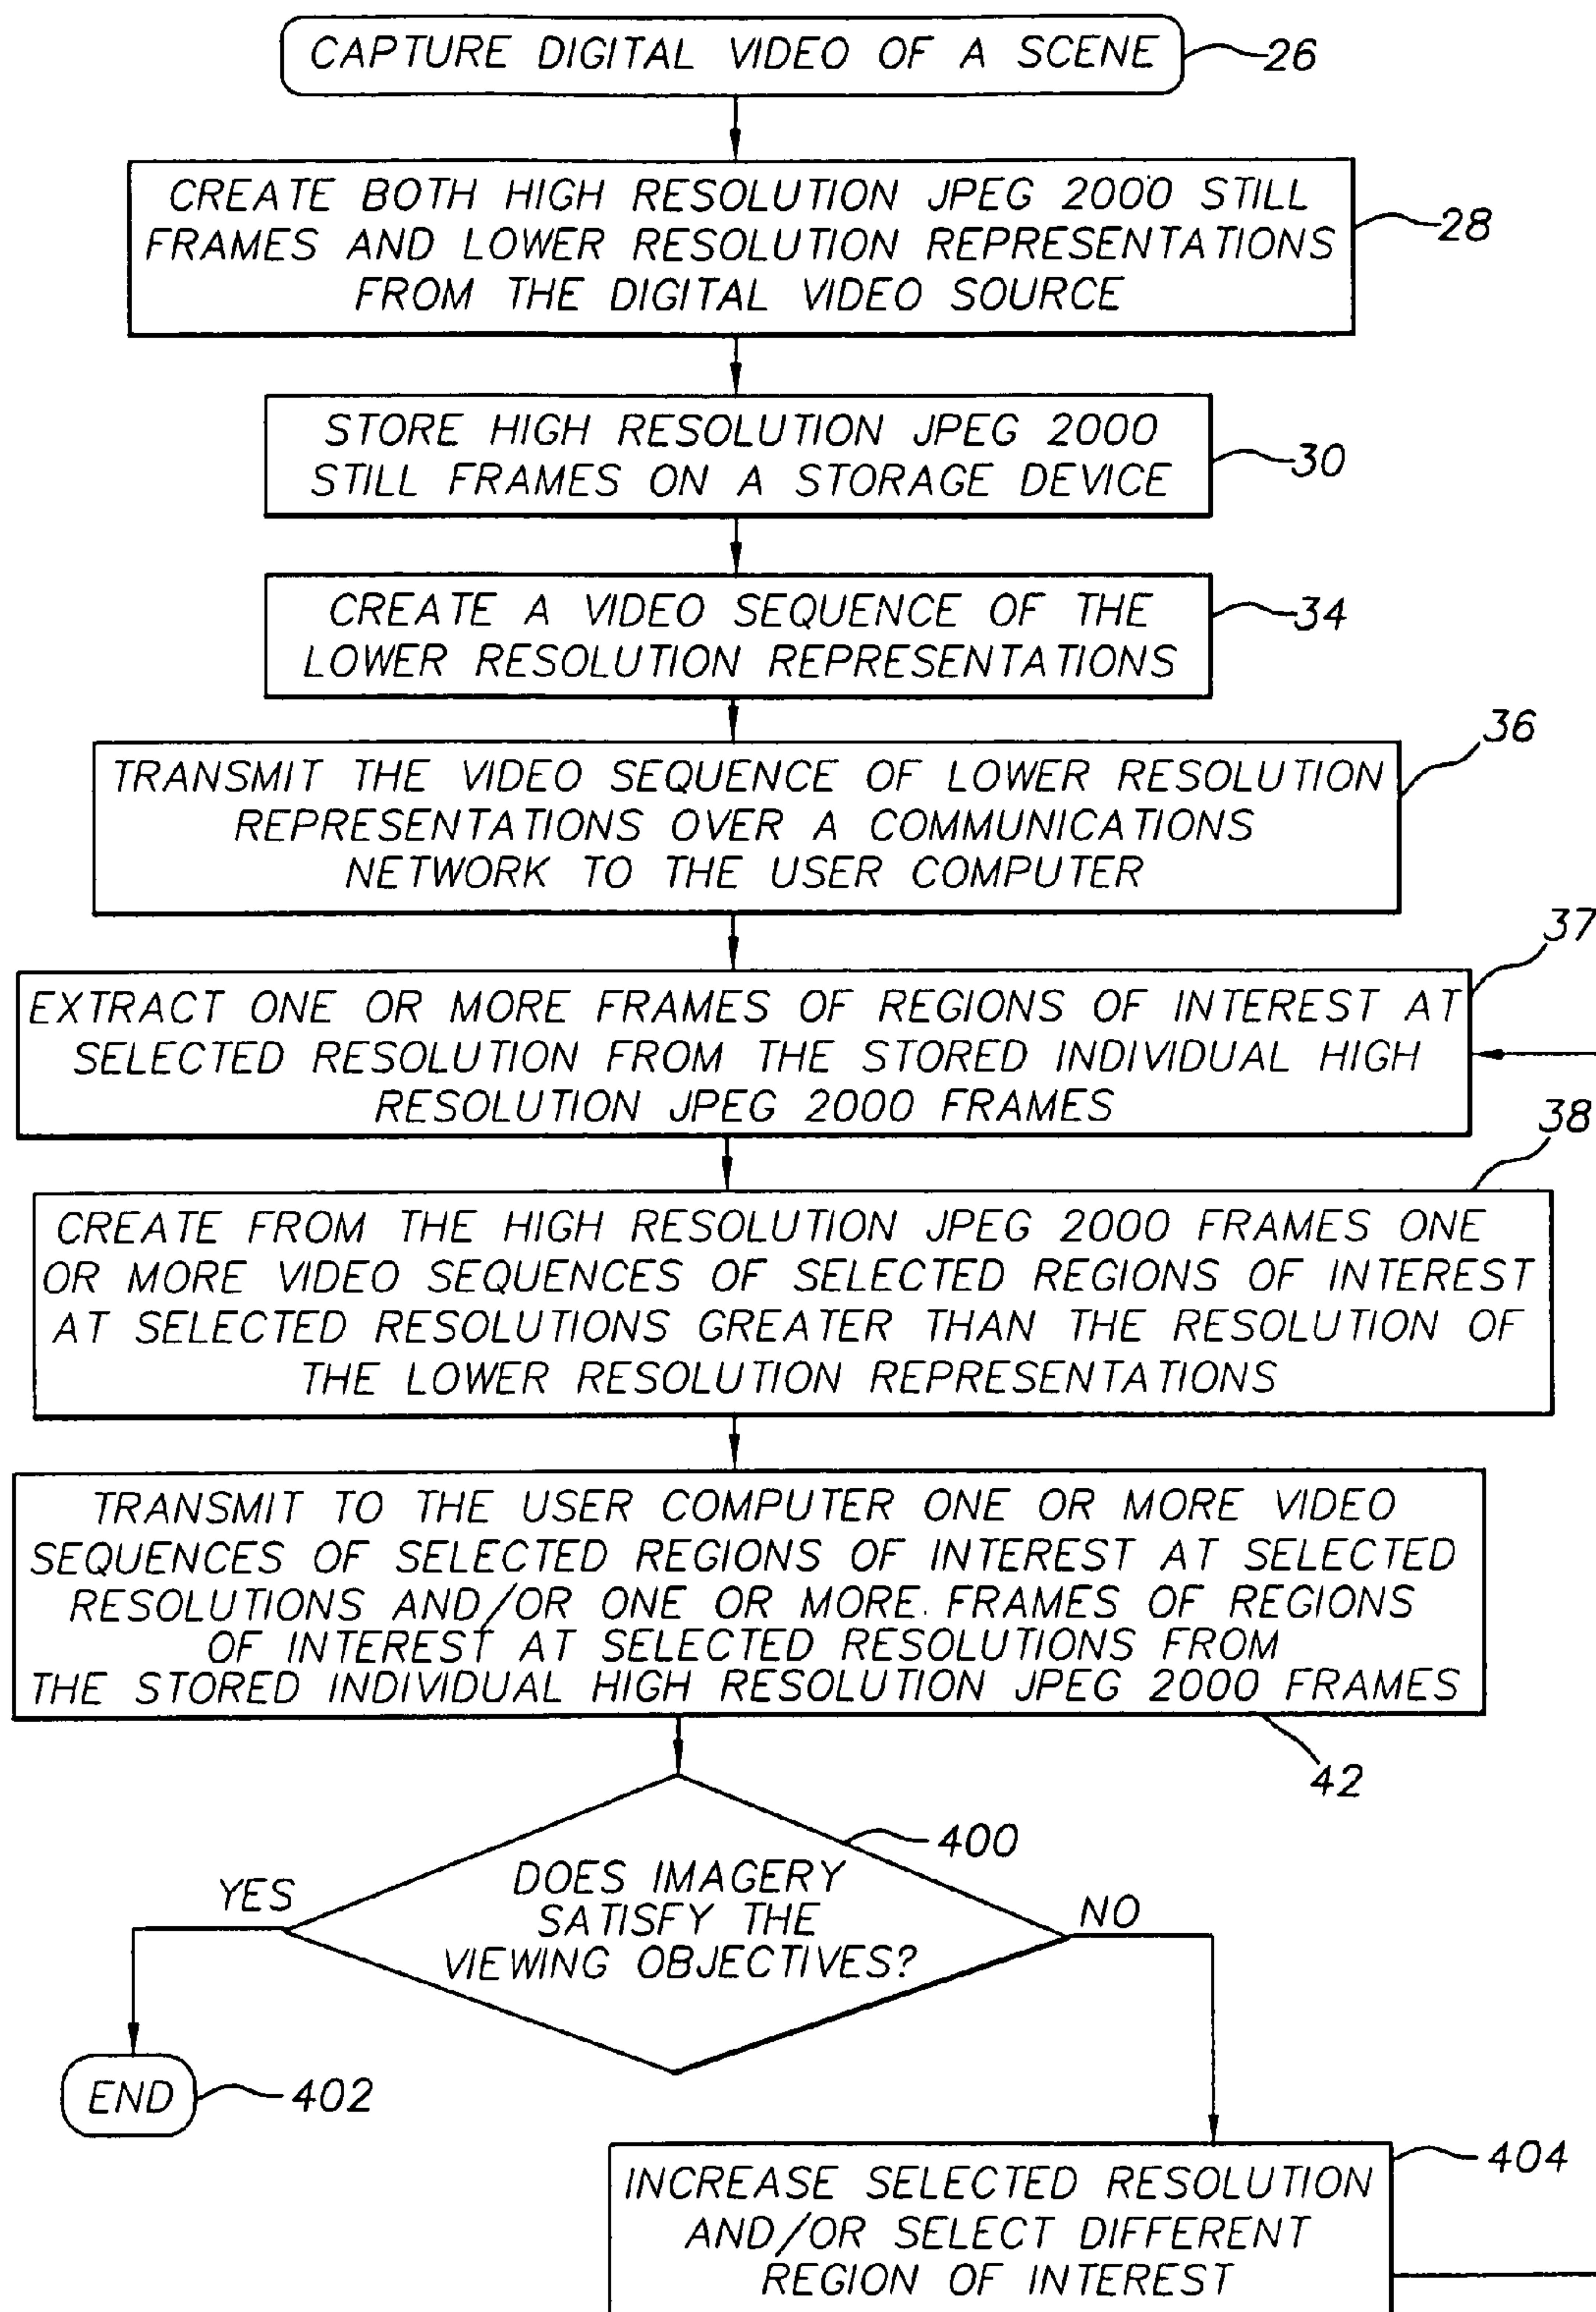 CAPTURE DIGITAL VIDEO OF A SCENE
26
CREATE BOTH HIGH RESOLUTION JPEG 2000 STILL
FRAMES AND LOWER RESOLUTION REPRESENTATIONS
FROM THE DIGITAL VIDEO SOURCE
28
STORE HIGH RESOLUTION JPEG 2000
STILL FRAMES ON A STORAGE DEVICE
30
CREATE A VIDEO SEQUENCE OF THE
LOWER RESOLUTION REPRESENTATIONS
34
TRANSMIT THE VIDEO SEQUENCE OF LOWER RESOLUTION
REPRESENTATIONS OVER A COMMUNICATIONS
NETWORK TO THE USER COMPUTER
36
EXTRACT ONE OR MORE FRAMES OF REGIONS OF INTEREST AT
SELECTED RESOLUTION FROM THE STORED INDIVIDUAL HIGH
RESOLUTION JPEG 2000 FRAMES
37
CREATE FROM THE HIGH RESOLUTION JPEG 2000 FRAMES ONE
OR MORE VIDEO SEQUENCES OF SELECTED REGIONS OF INTEREST
AT SELECTED RESOLUTIONS GREATER THAN THE RESOLUTION OF
THE LOWER RESOLUTION REPRESENTATIONS
38
TRANSMIT TO THE USER COMPUTER ONE OR MORE VIDEO
SEQUENCES OF SELECTED REGIONS OF INTEREST AT SELECTED
RESOLUTIONS AND/OR ONE OR MORE FRAMES OF REGIONS
OF INTEREST AT SELECTED RESOLUTIONS FROM
THE STORED INDIVIDUAL HIGH RESOLUTION JPEG 2000 FRAMES
42
DOES IMAGERY
SATISFY THE
VIEWING OBJECTIVES?
400
YES
NO
END
402
INCREASE SELECTED RESOLUTION
AND/OR SELECT DIFFERENT
REGION OF INTEREST
404